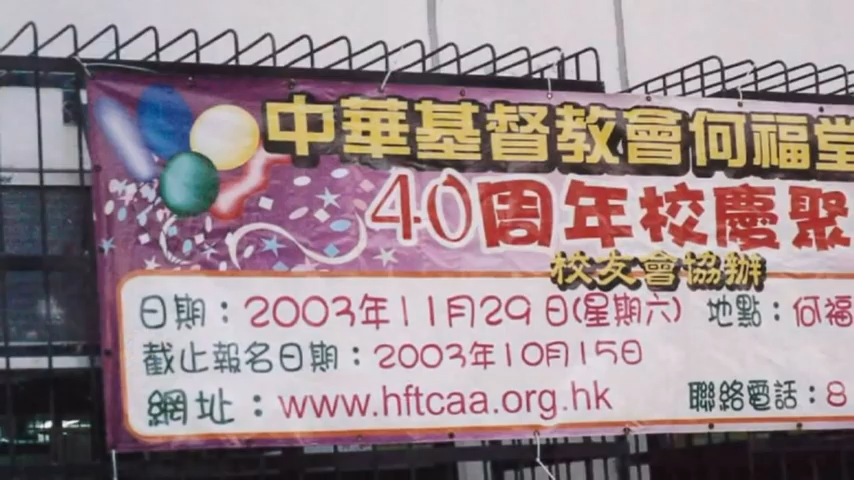 中華基督教會何福堂
40周年校慶聚
校友會協辦
日期：2003年11月29日(星期六) 地點：何福
截止報名日期：2003年10月15日
網址：www.hftcaa.org.hk 聯絡電話：8